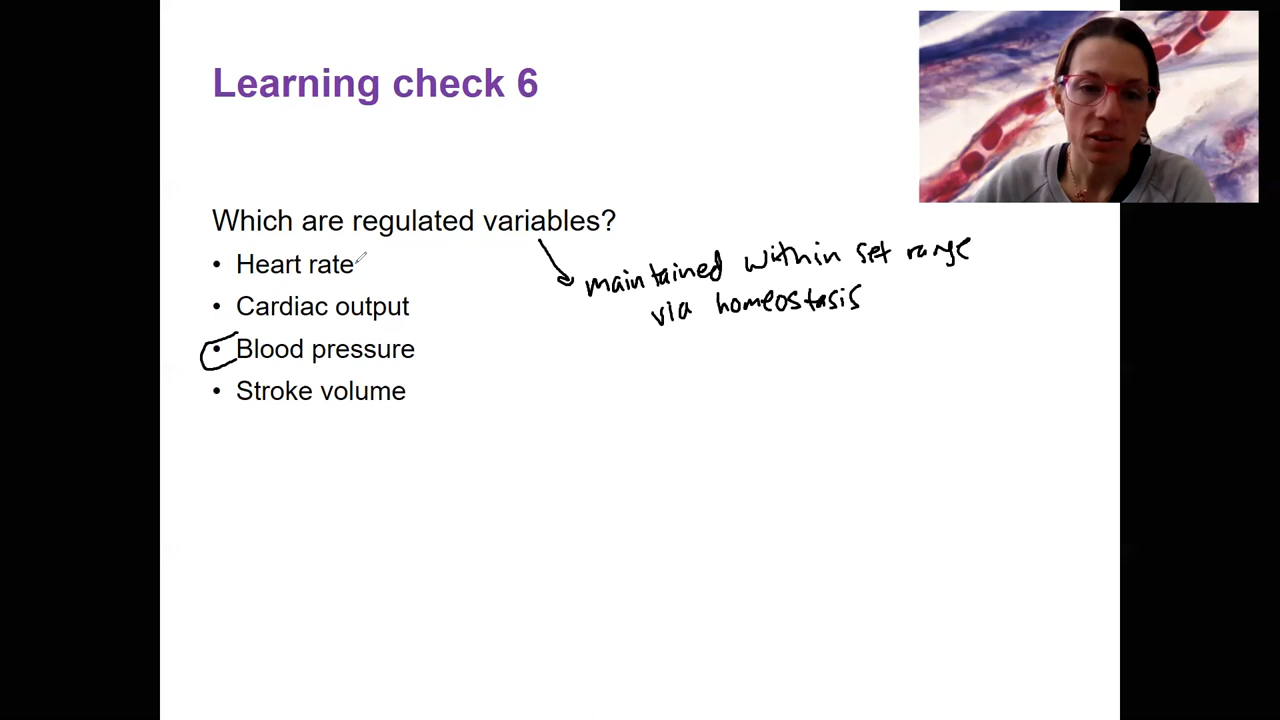 Learning check 6
Which are regulated variables?
maintained within set range
via homeostasis
• Heart rate
• Cardiac output
• Blood pressure
• Stroke volume